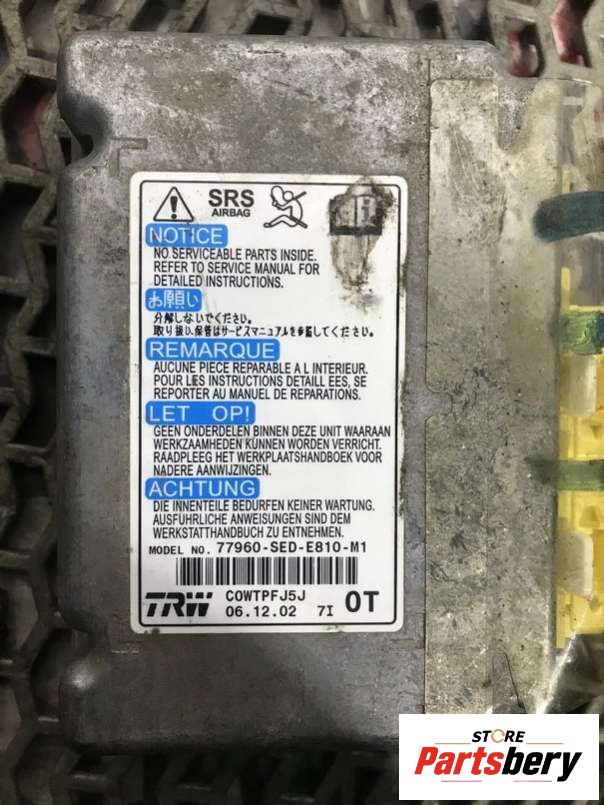 SRS
AIRBAG
NOTICE
NO SERVICEABLE PARTS INSIDE.
REFER TO SERVICE MANUAL FOR
DETAILED INSTRUCTIONS.
お願い
分解しないでください。
取り扱い、保管はサービスマニュアルを参照してください。
REMARQUE
AUCUNE PIECE REPARABLE A L INTERIEUR.
POUR LES INSTRUCTIONS DETAILL EES, SE
REPORTER AU MANUEL DE REPARATIONS.
LET OP!
GEEN ONDERDELEN BINNEN DEZE UNIT WAARAAN
WERKZAAMHEDEN KUNNEN WORDEN VERRICHT.
RAADPLEEG HET WERKPLAATSHANDBOEK VOOR
NADERE AANWIJZINGEN.
ACHTUNG
DIE INNENTEILE BEDURFEN KEINER WARTUNG.
AUSFUHRLICHE ANWEISUNGEN SIND DEM
WERKSTATTHANDBUCH ZU ENTNEHMEN.
MODEL NO. 77960-SED-E810-M1
TRW COWTPFJ5J
06.12.02 7I 0T
STORE
Partsbery